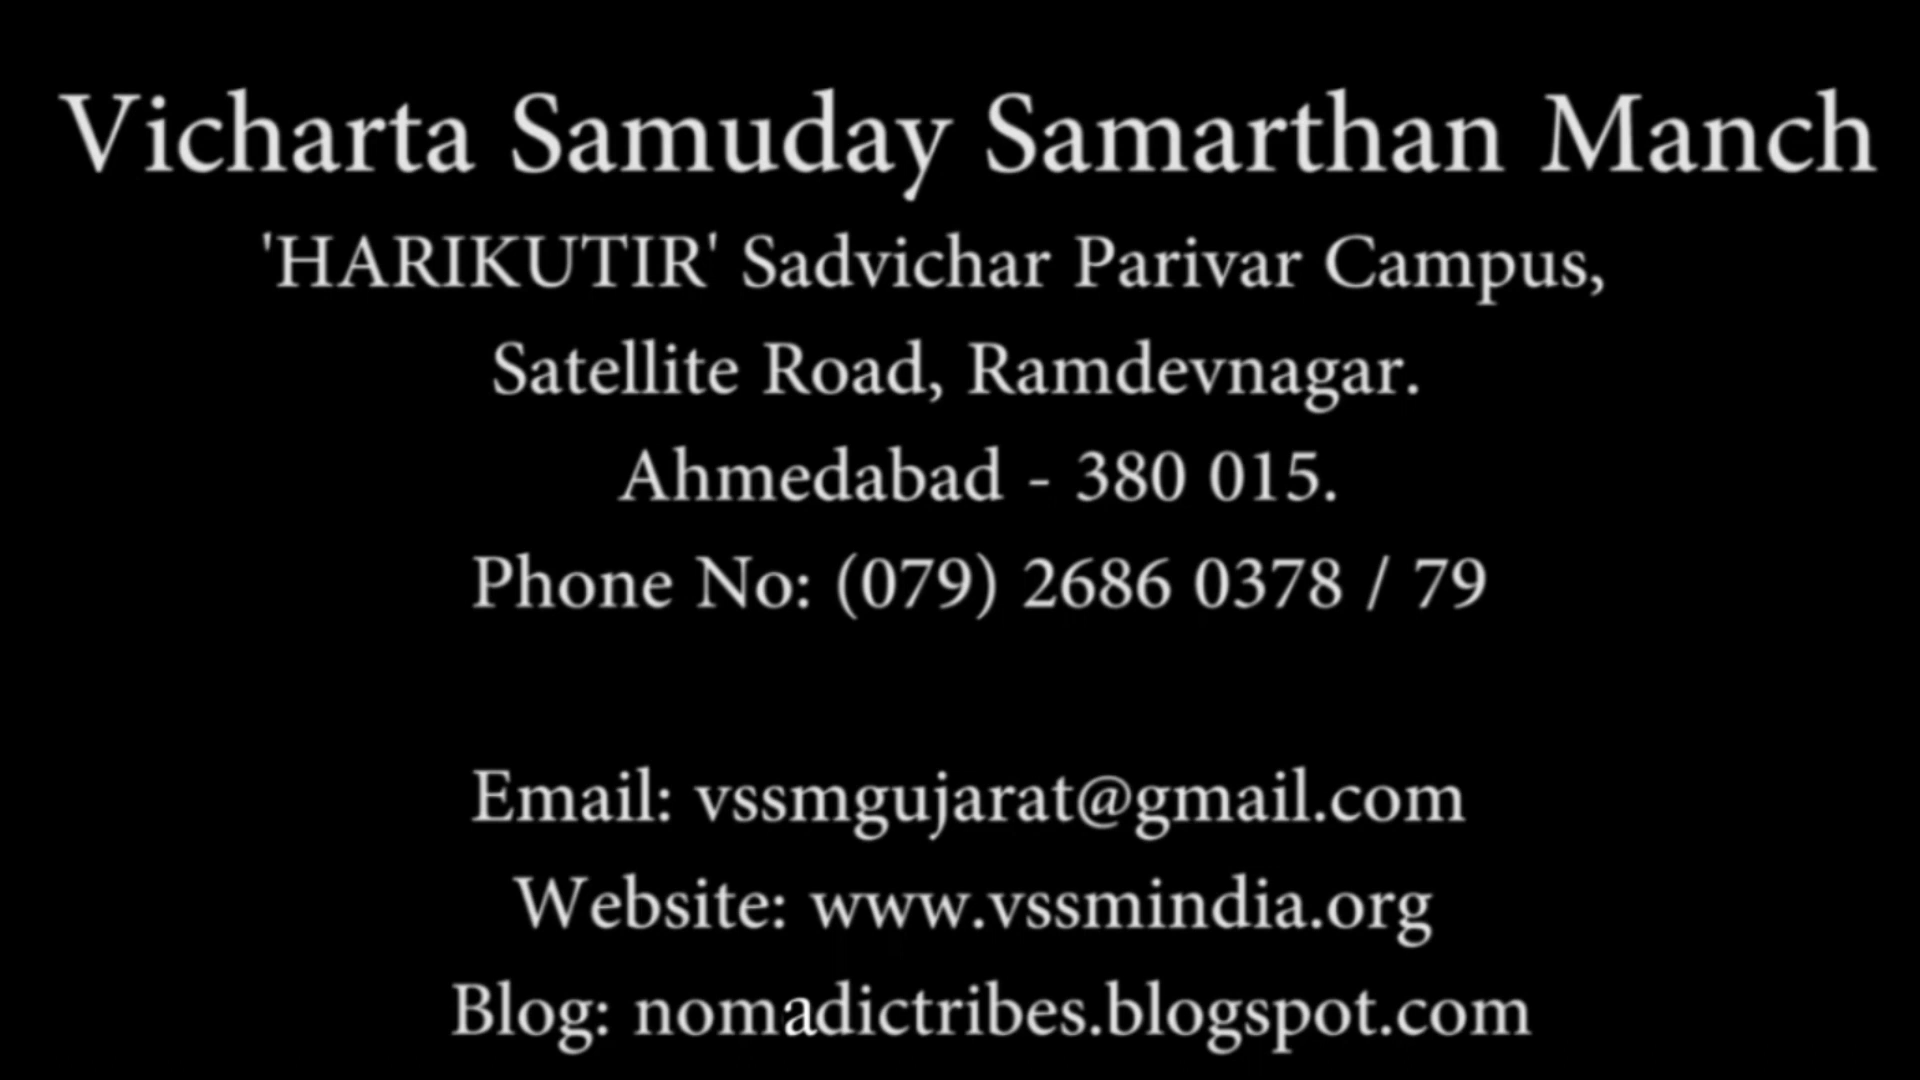 Vicharta Samuday Samarthan Manch
'HARIKUTIR' Sadvichar Parivar Campus,
Satellite Road, Ramdevnagar.
Ahmedabad - 380 015.
Phone No: (079) 2686 0378 / 79
Email: vssmgujarat@gmail.com
Website: www.vssmindia.org
Blog: nomadictribes.blogspot.com